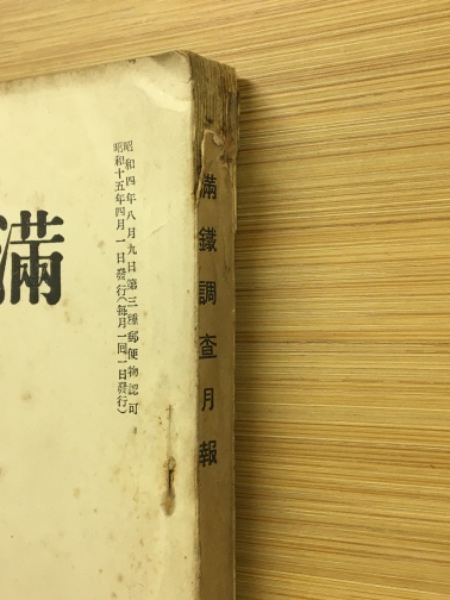 滿鐵調査月報
昭和四年八月九日第三種郵便物認可
昭和十五年四月一日發行(每月一回一日發行)
滿